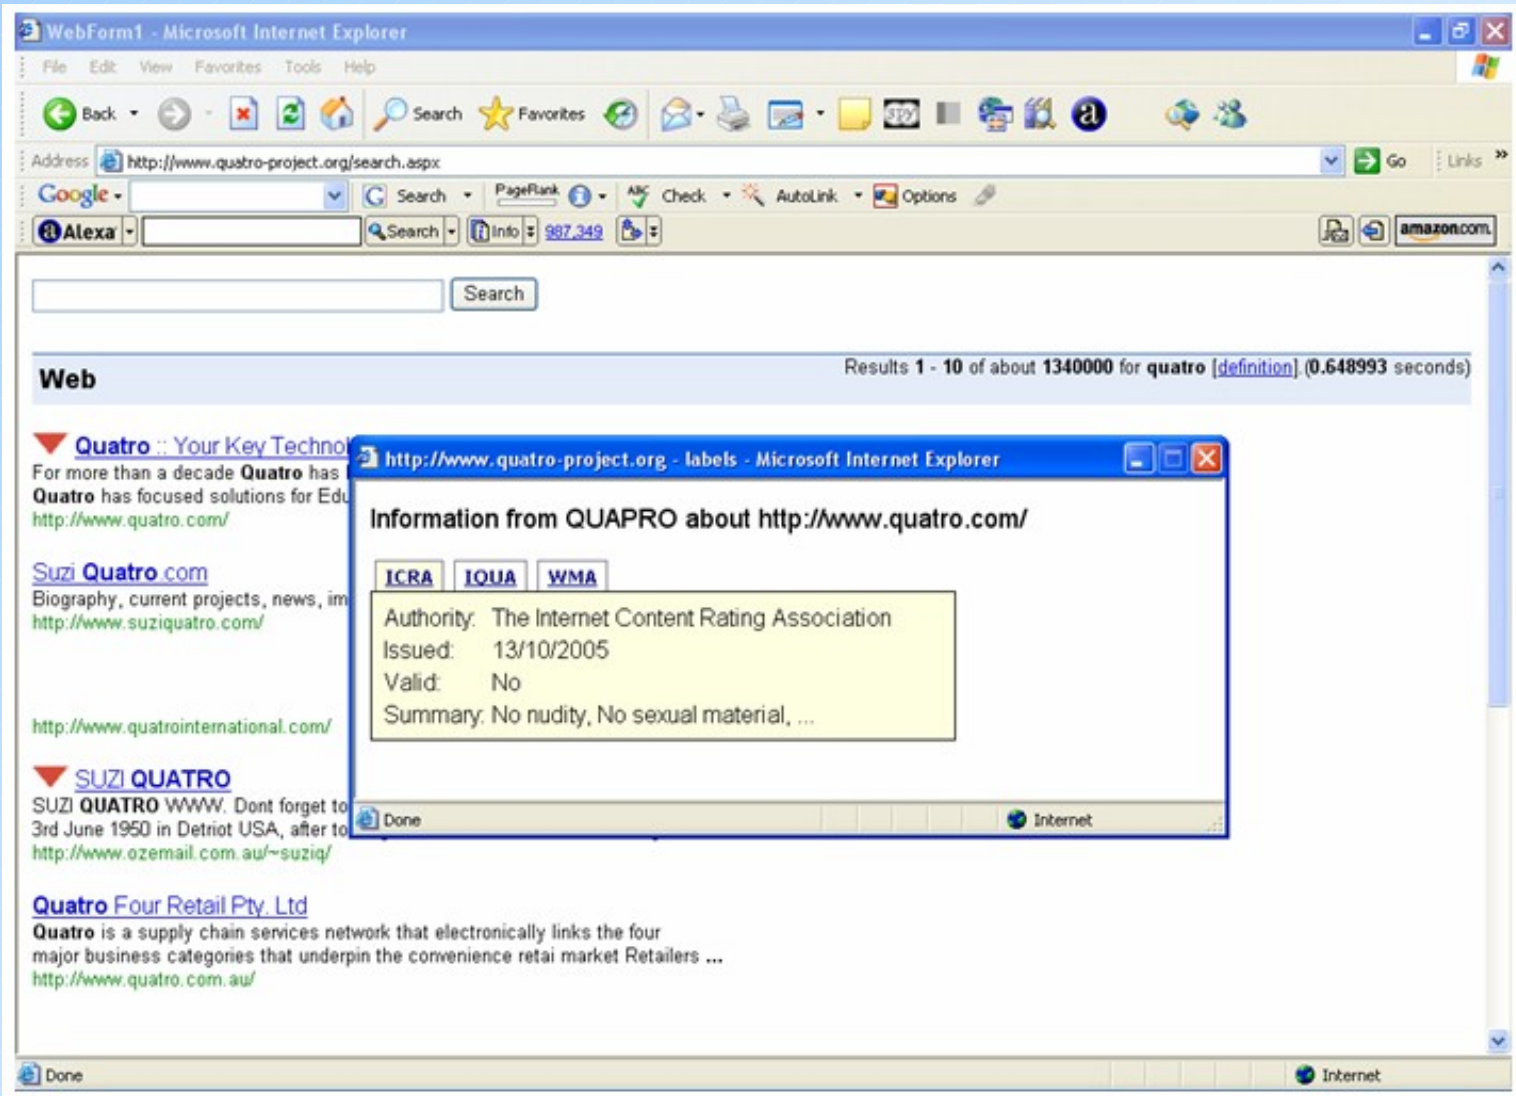 WebForm1 - Microsoft Internet Explorer
File Edit View Favorites Tools Help
Back Search Favorites
Address http://www.quatro-project.org/search.aspx Go Links »
Google Search PageRank ABC Check AutoLink Options
a Alexa Search Info 987,349 amazon.com.
Search
Web
Results 1 - 10 of about 1340000 for quatro [definition].(0.648993 seconds)
Quatro :: Your Key Technol
For more than a decade Quatro has
Quatro has focused solutions for Edu
http://www.quatro.com/
Suzi Quatro.com
Biography, current projects, news, im
http://www.suziquatro.com/
http://www.quatrointernational.com/
SUZI QUATRO
SUZI QUATRO WWW. Dont forget to
3rd June 1950 in Detriot USA, after to
http://www.ozemail.com.au/~suziq/
Quatro Four Retail Pty. Ltd
Quatro is a supply chain services network that electronically links the four
major business categories that underpin the convenience retai market Retailers ...
http://www.quatro.com.au/
http://www.quatro-project.org - labels - Microsoft Internet Explorer
Information from QUAPRO about http://www.quatro.com/
ICRA IQUA WMA
Authority: The Internet Content Rating Association
Issued: 13/10/2005
Valid: No
Summary: No nudity, No sexual material, ...
Done Internet
Done Internet